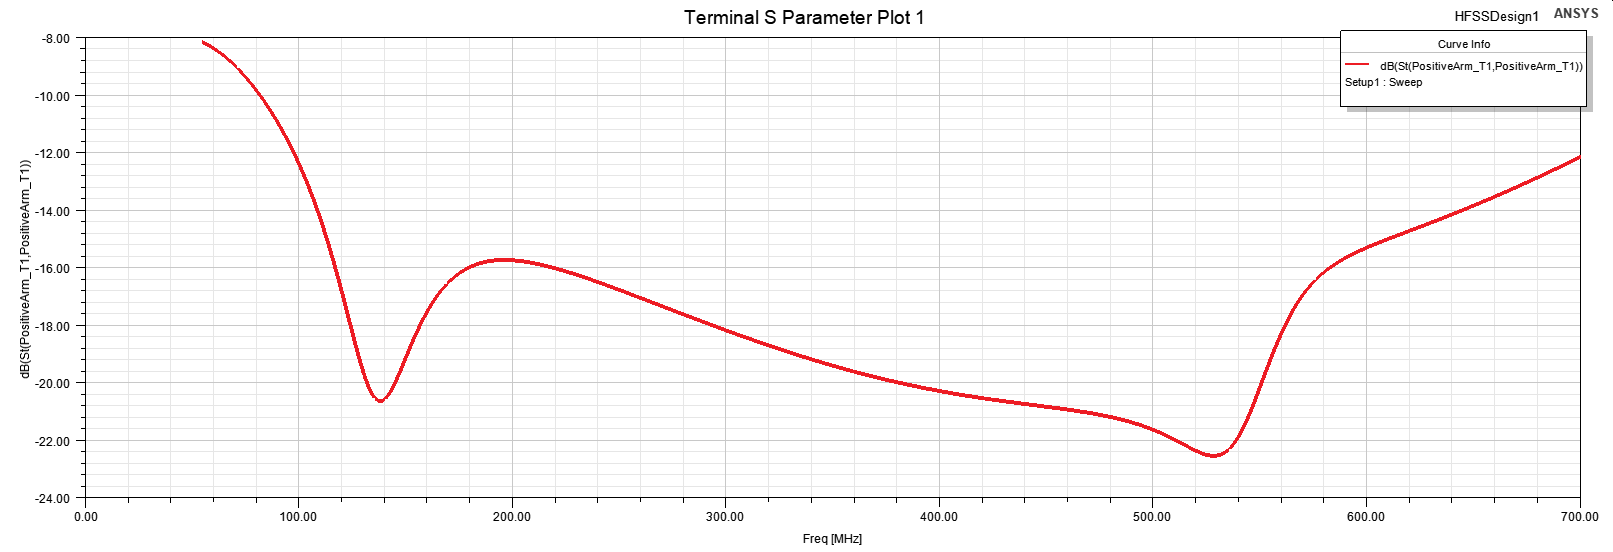 Terminal S Parameter Plot 1
HFSSDesign1
ANSYS
Curve Info
dB(St(PositiveArm_T1,PositiveArm_T1))
Setup1 : Sweep
dB(St(PositiveArm_T1,PositiveArm_T1))
-8.00
-10.00
-12.00
-14.00
-16.00
-18.00
-20.00
-22.00
-24.00
0.00
100.00
200.00
300.00
400.00
500.00
600.00
700.00
Freq [MHz]